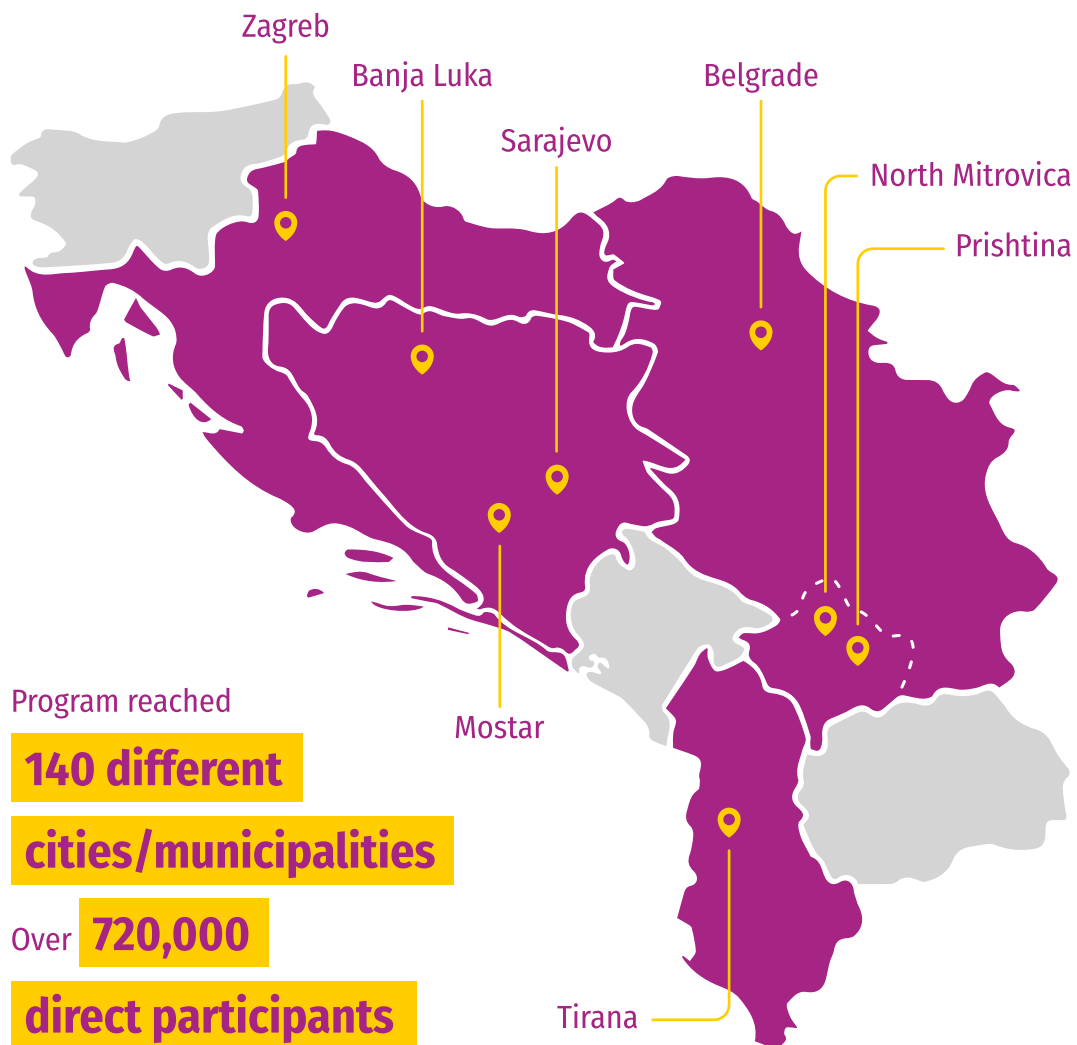 Zagreb
Banja Luka
Belgrade
Sarajevo
North Mitrovica
Prishtina
Program reached
Mostar
140 different
cities/municipalities
Over 720,000
direct participants
Tirana